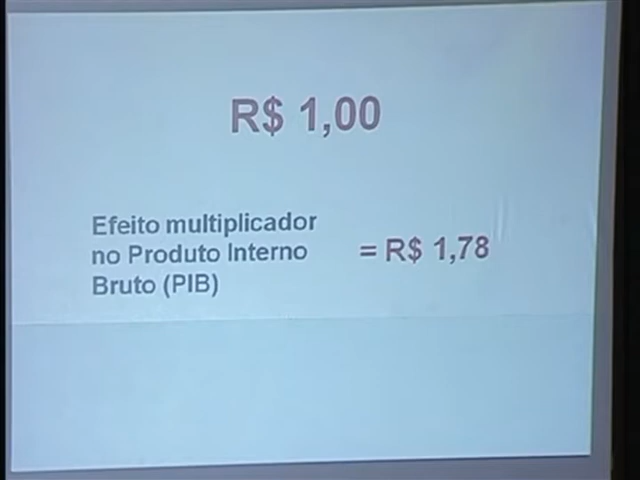 R$ 1,00
Efeito multiplicador
no Produto Interno = R$ 1,78
Bruto (PIB)